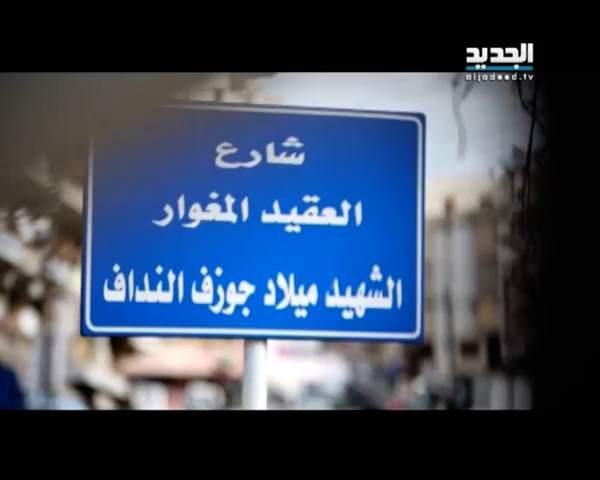 الجديد
aljadeed.tv
شارع
العقيد المغوار
الشهيد ميلاد جوزف النداف